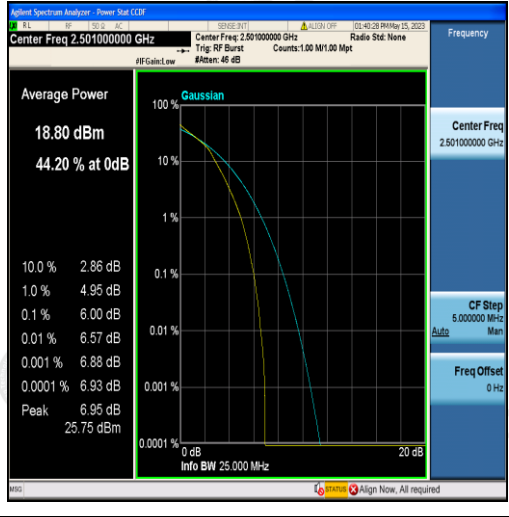 Agilent Spectrum Analyzer - Power Stat CCDF
RL RF 50 Ω AC SENSE:INT ALIGN OFF 01:40:28 PM May 15, 2023
Center Freq 2.501000000 GHz
Center Freq: 2.501000000 GHz Radio Std: None
Trig: RF Burst Counts:1.00 M/1.00 Mpt
#IFGain:Low #Atten: 46 dB
Frequency
Average Power
18.80 dBm
44.20 % at 0dB
10.0 % 2.86 dB
1.0 % 4.95 dB
0.1 % 6.00 dB
0.01 % 6.57 dB
0.001 % 6.88 dB
0.0001 % 6.93 dB
Peak 6.95 dB
25.75 dBm
Gaussian
100 %
10 %
1 %
0.1 %
0.01 %
0.001 %
0.0001 %
0 dB 20 dB
Info BW 25.000 MHz
Center Freq
2.501000000 GHz
CF Step
5.000000 MHz
Auto Man
Freq Offset
0 Hz
MSG STATUS Align Now, All required